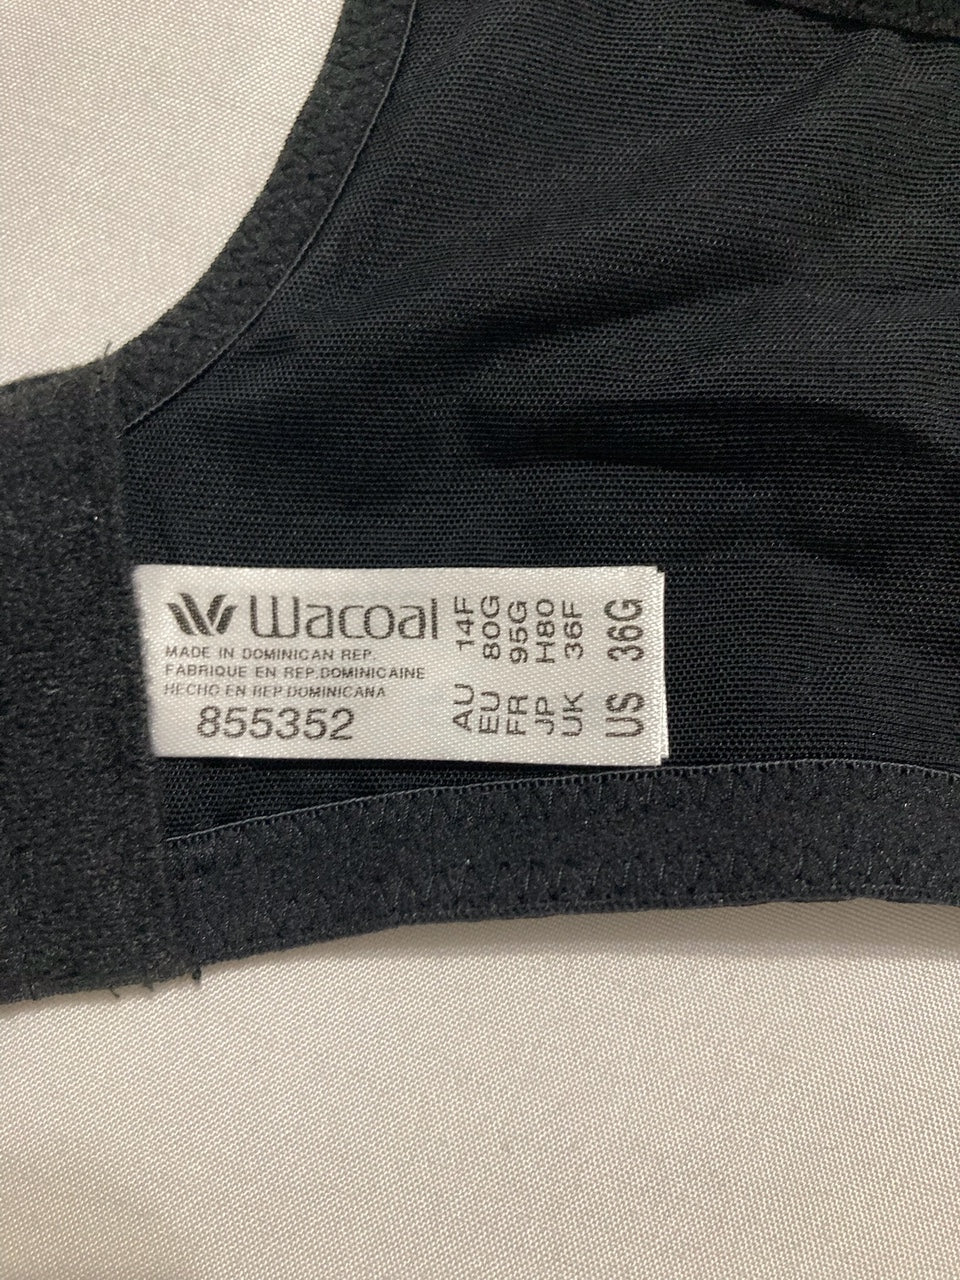 Wacoal
MADE IN DOMINICAN REP.
FABRIQUE EN REP.DOMINICAINE
HECHO EN REP.DOMINICANA
855352
AU 14F
EU 80G
FR 95G
JP H80
UK 36F
US 36G